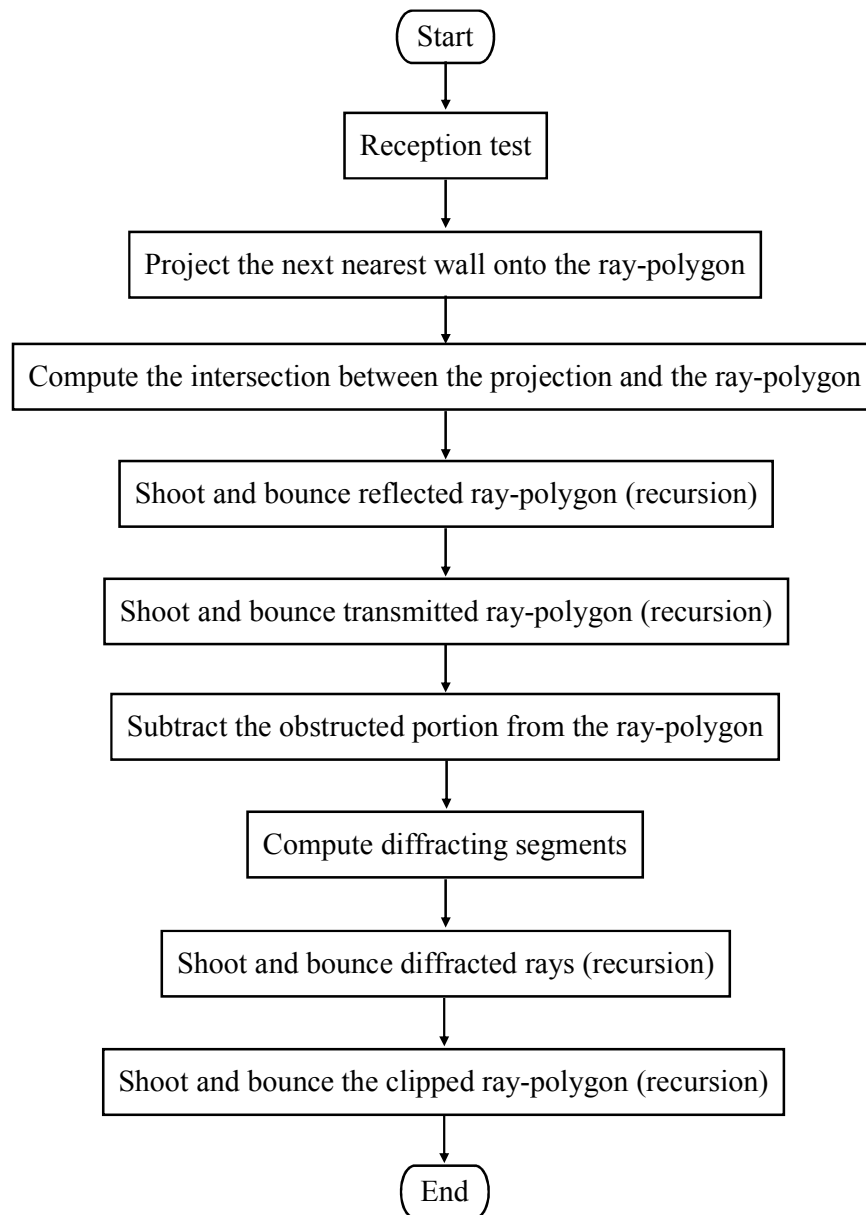 Start
Reception test
Project the next nearest wall onto the ray-polygon
Compute the intersection between the projection and the ray-polygon
Shoot and bounce reflected ray-polygon (recursion)
Shoot and bounce transmitted ray-polygon (recursion)
Subtract the obstructed portion from the ray-polygon
Compute diffracting segments
Shoot and bounce diffracted rays (recursion)
Shoot and bounce the clipped ray-polygon (recursion)
End